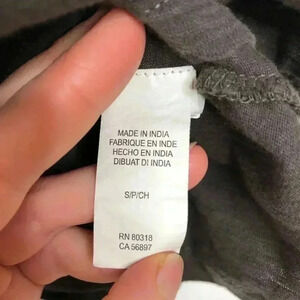 MADE IN INDIA
FABRIQUE EN INDE
HECHO EN INDIA
DIBUAT DI INDIA
S/P/CH
RN 80318
CA 56897